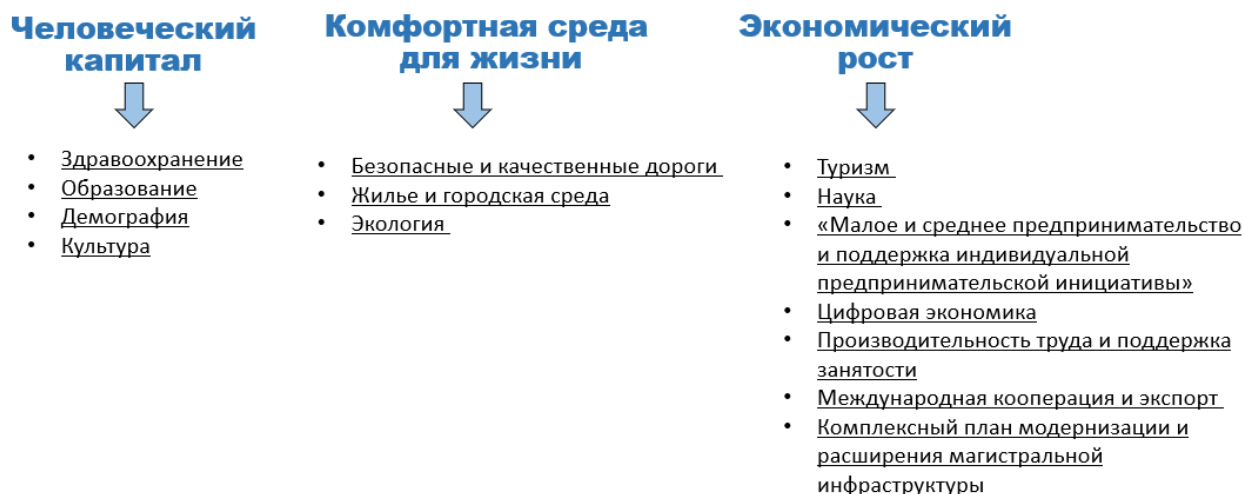 Человеческий
капитал
• Здравоохранение
• Образование
• Демография
• Культура
Комфортная среда
для жизни
• Безопасные и качественные дороги
• Жилье и городская среда
• Экология
Экономический
рост
• Туризм
• Наука
• «Малое и среднее предпринимательство
и поддержка индивидуальной
предпринимательской инициативы»
• Цифровая экономика
• Производительность труда и поддержка
занятости
• Международная кооперация и экспорт
• Комплексный план модернизации и
расширения магистральной
инфраструктуры